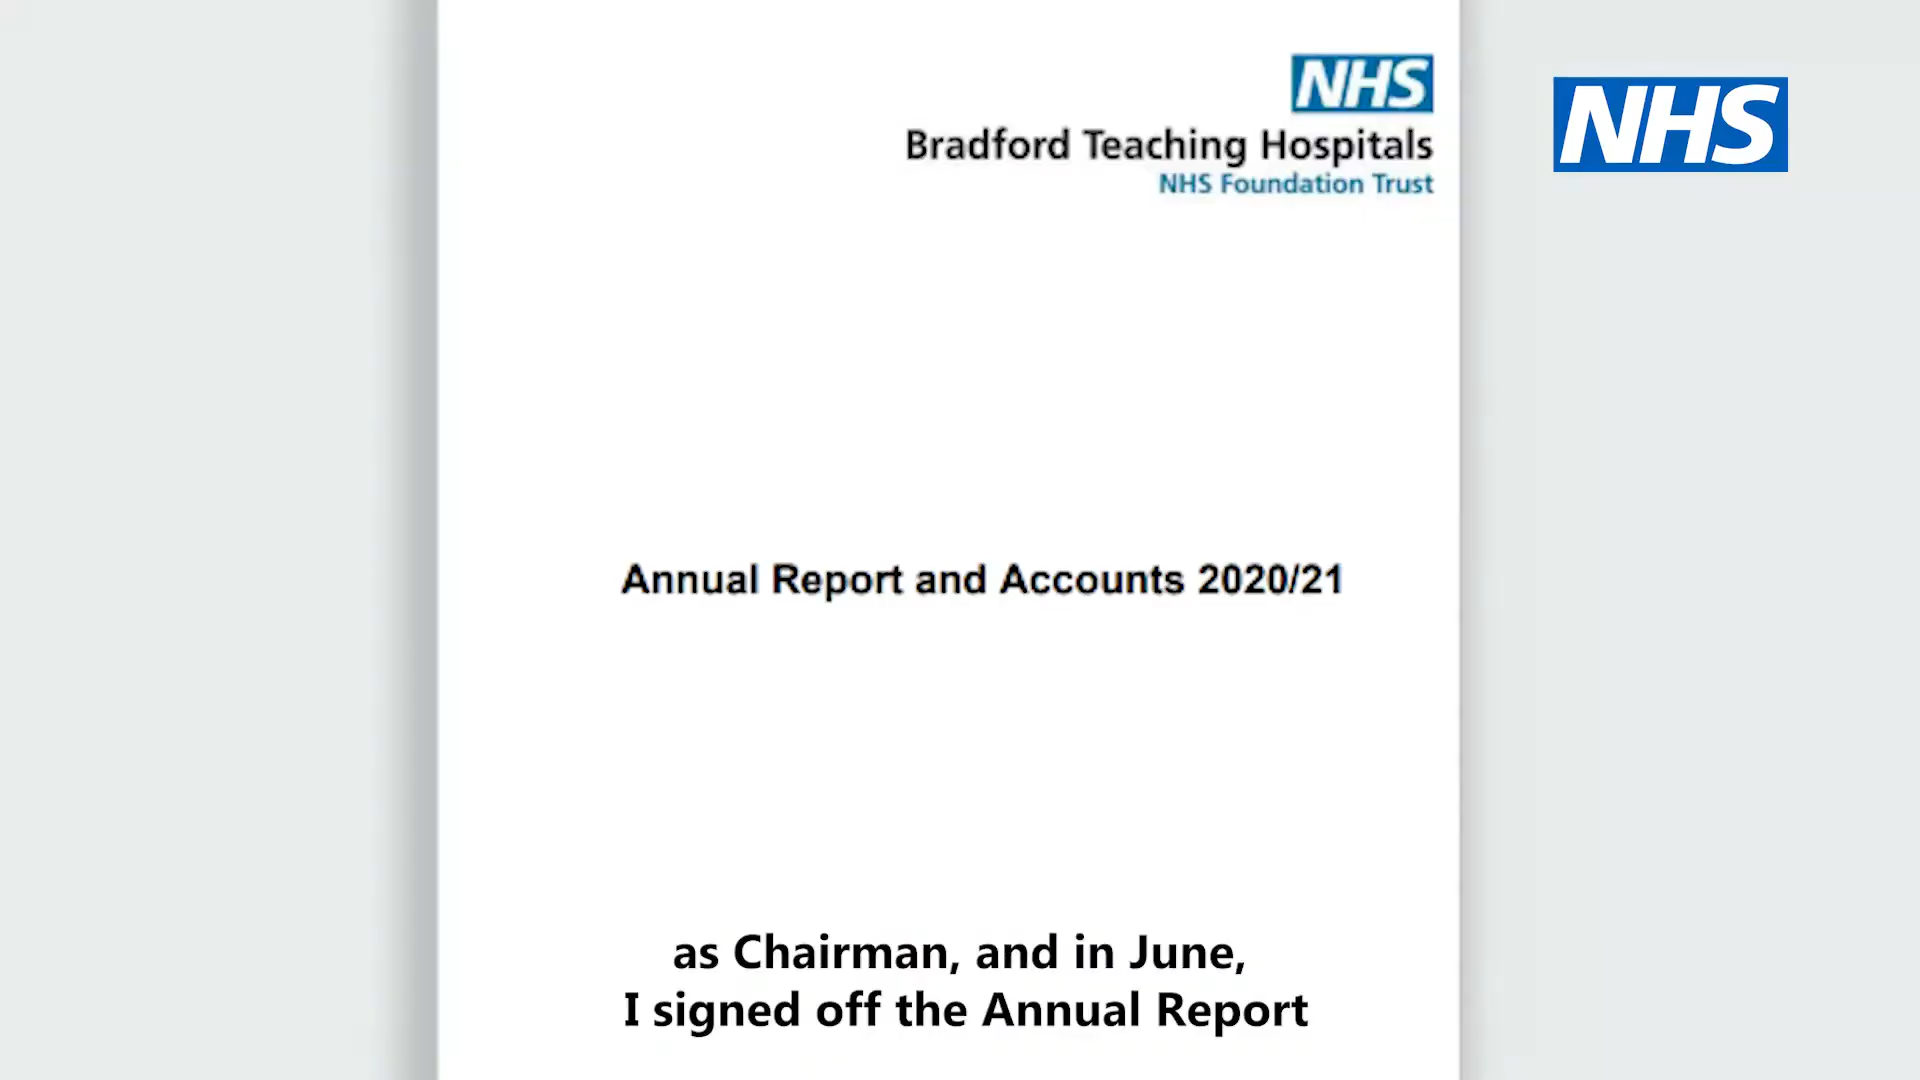 NHS
Bradford Teaching Hospitals
NHS Foundation Trust
NHS
Annual Report and Accounts 2020/21
as Chairman, and in June,
I signed off the Annual Report